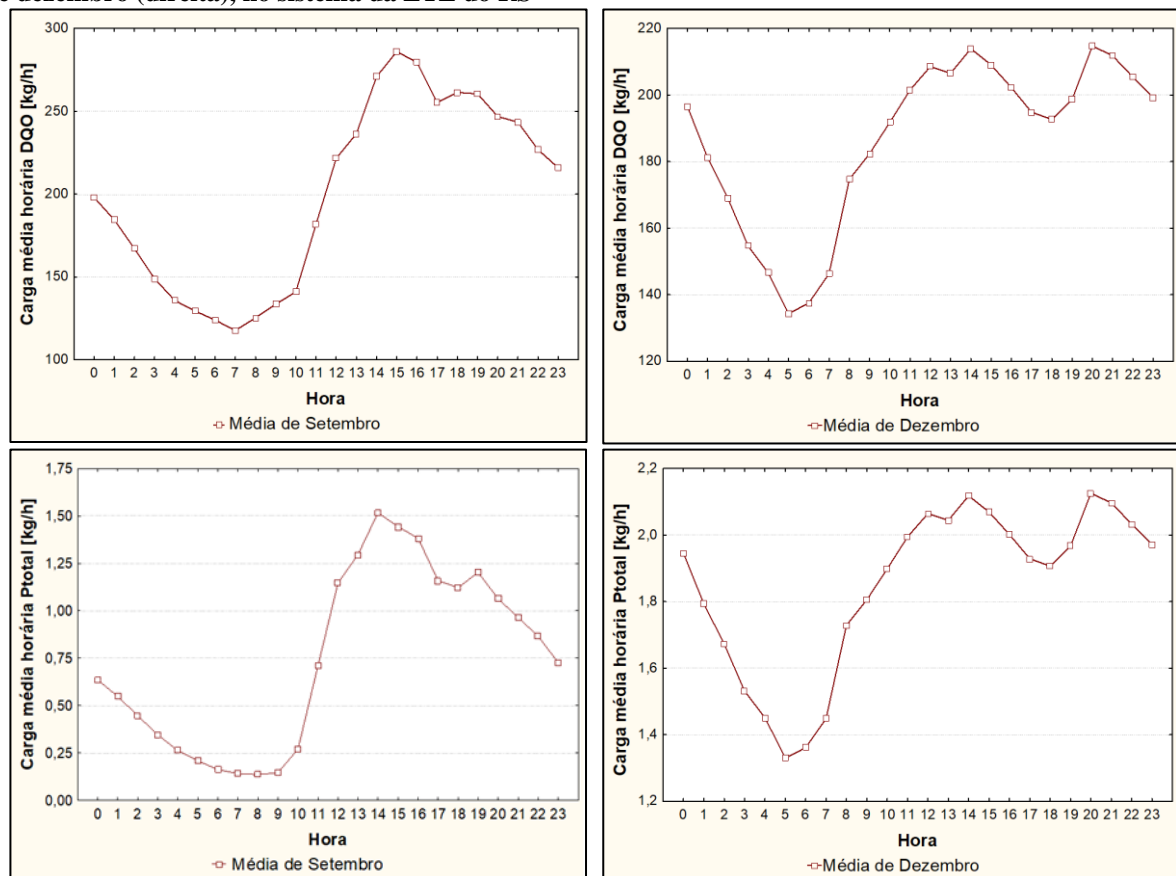 dezembro (direita), no sistema da ETE do RS
Carga média horária DQO [kg/h]
300
250
200
150
100
0 1 2 3 4 5 6 7 8 9 10 11 12 13 14 15 16 17 18 19 20 21 22 23
Hora
Média de Setembro
Carga média horária DQO [kg/h]
220
200
180
160
140
120
0 1 2 3 4 5 6 7 8 9 10 11 12 13 14 15 16 17 18 19 20 21 22 23
Hora
Média de Dezembro
Carga média horária Ptotal [kg/h]
1,75
1,50
1,25
1,00
0,75
0,50
0,25
0,00
0 1 2 3 4 5 6 7 8 9 10 11 12 13 14 15 16 17 18 19 20 21 22 23
Hora
Média de Setembro
Carga média horária Ptotal [kg/h]
2,2
2,0
1,8
1,6
1,4
1,2
0 1 2 3 4 5 6 7 8 9 10 11 12 13 14 15 16 17 18 19 20 21 22 23
Hora
Média de Dezembro